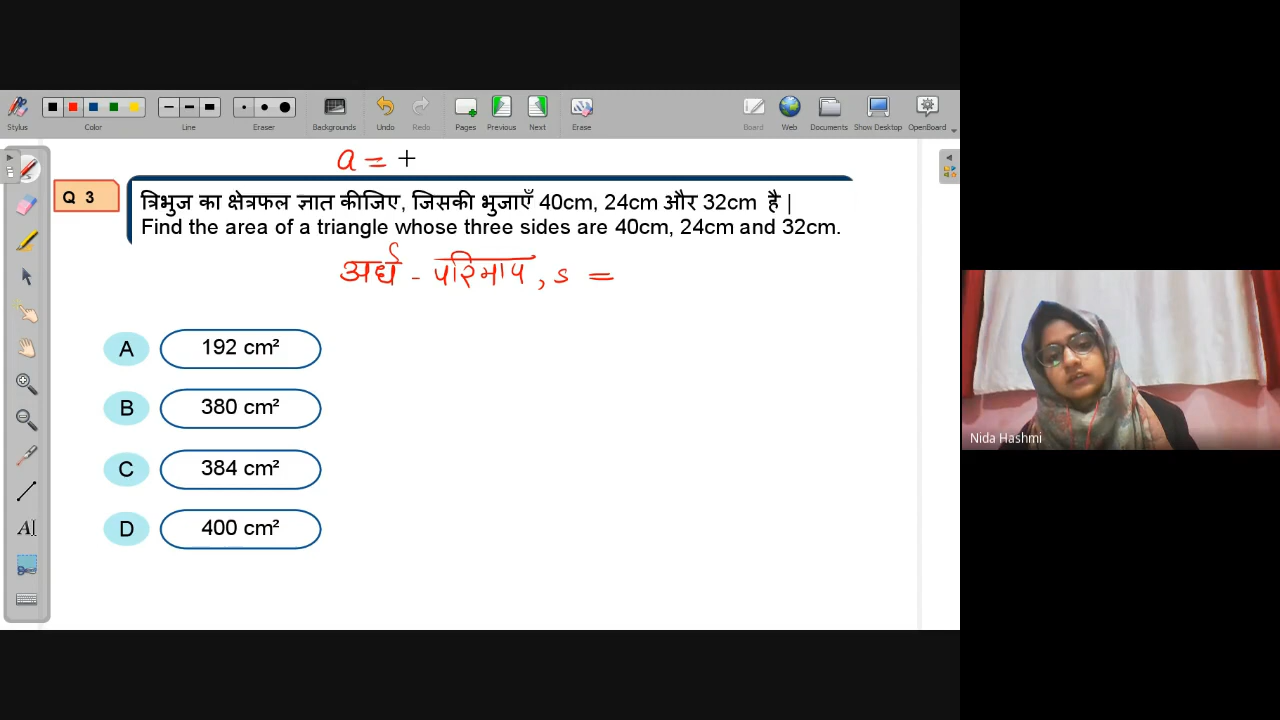 Stylus
Color
Line
Eraser
Backgrounds
Undo
Redo
Pages
Previous
Next
Erase
Board
Web
Documents
Show Desktop
OpenBoard
a =
Q 3
त्रिभुज का क्षेत्रफल ज्ञात कीजिए, जिसकी भुजाएँ 40cm, 24cm और 32cm है |
Find the area of a triangle whose three sides are 40cm, 24cm and 32cm.
अर्ध - परिमाप, s =
A 192 cm²
B 380 cm²
C 384 cm²
D 400 cm²
Nida Hashmi